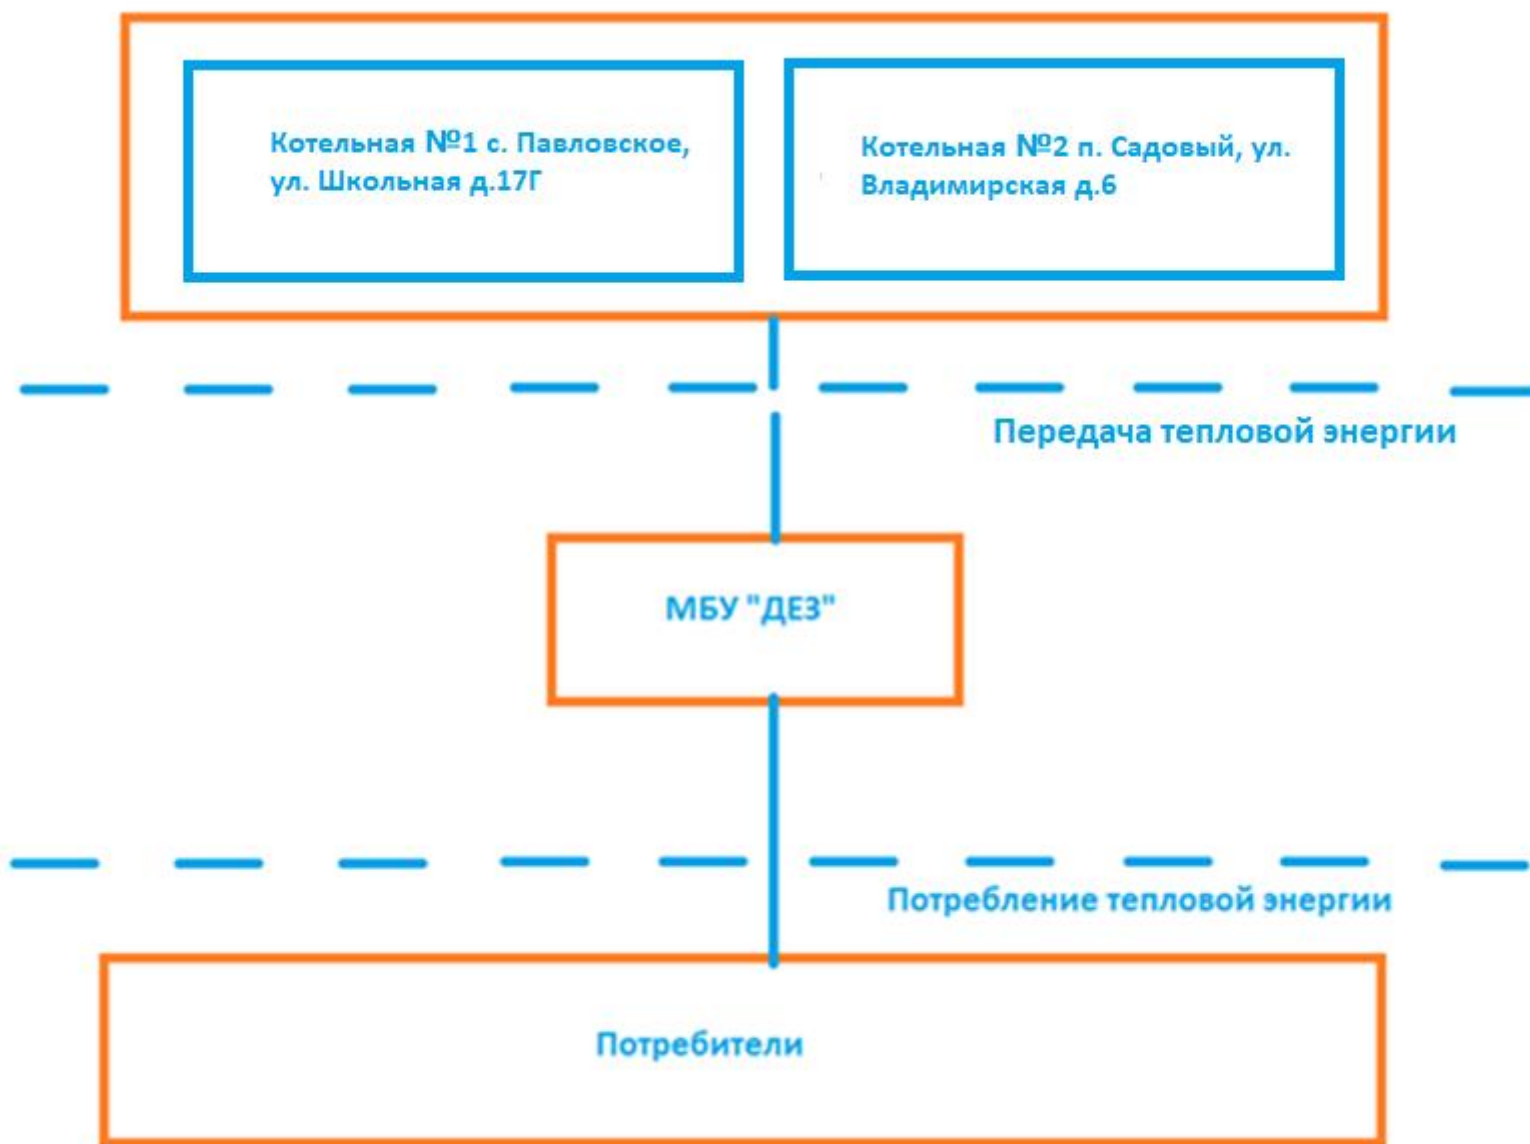 Котельная №1 с. Павловское,
ул. Школьная д.17Г
Котельная №2 п. Садовый, ул.
Владимирская д.6
Передача тепловой энергии
МБУ "ДЕЗ"
Потребление тепловой энергии
Потребители